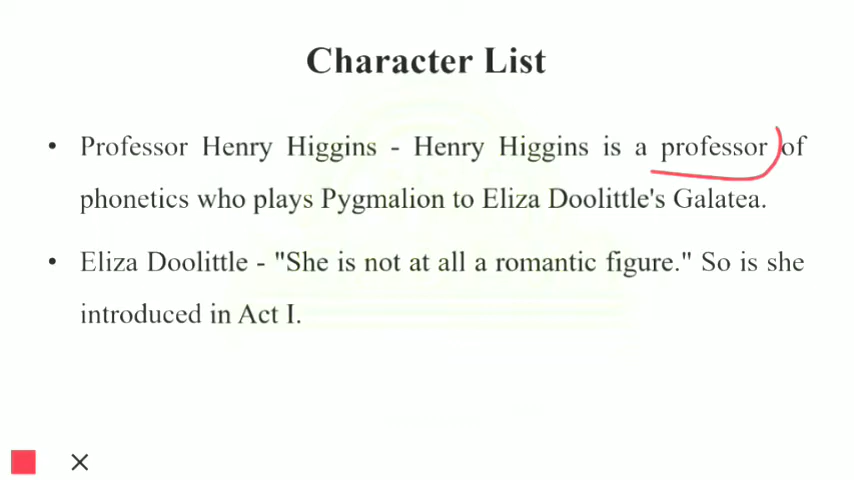 Character List
• Professor Henry Higgins - Henry Higgins is a professor of
phonetics who plays Pygmalion to Eliza Doolittle's Galatea.
• Eliza Doolittle - "She is not at all a romantic figure." So is she
introduced in Act I.